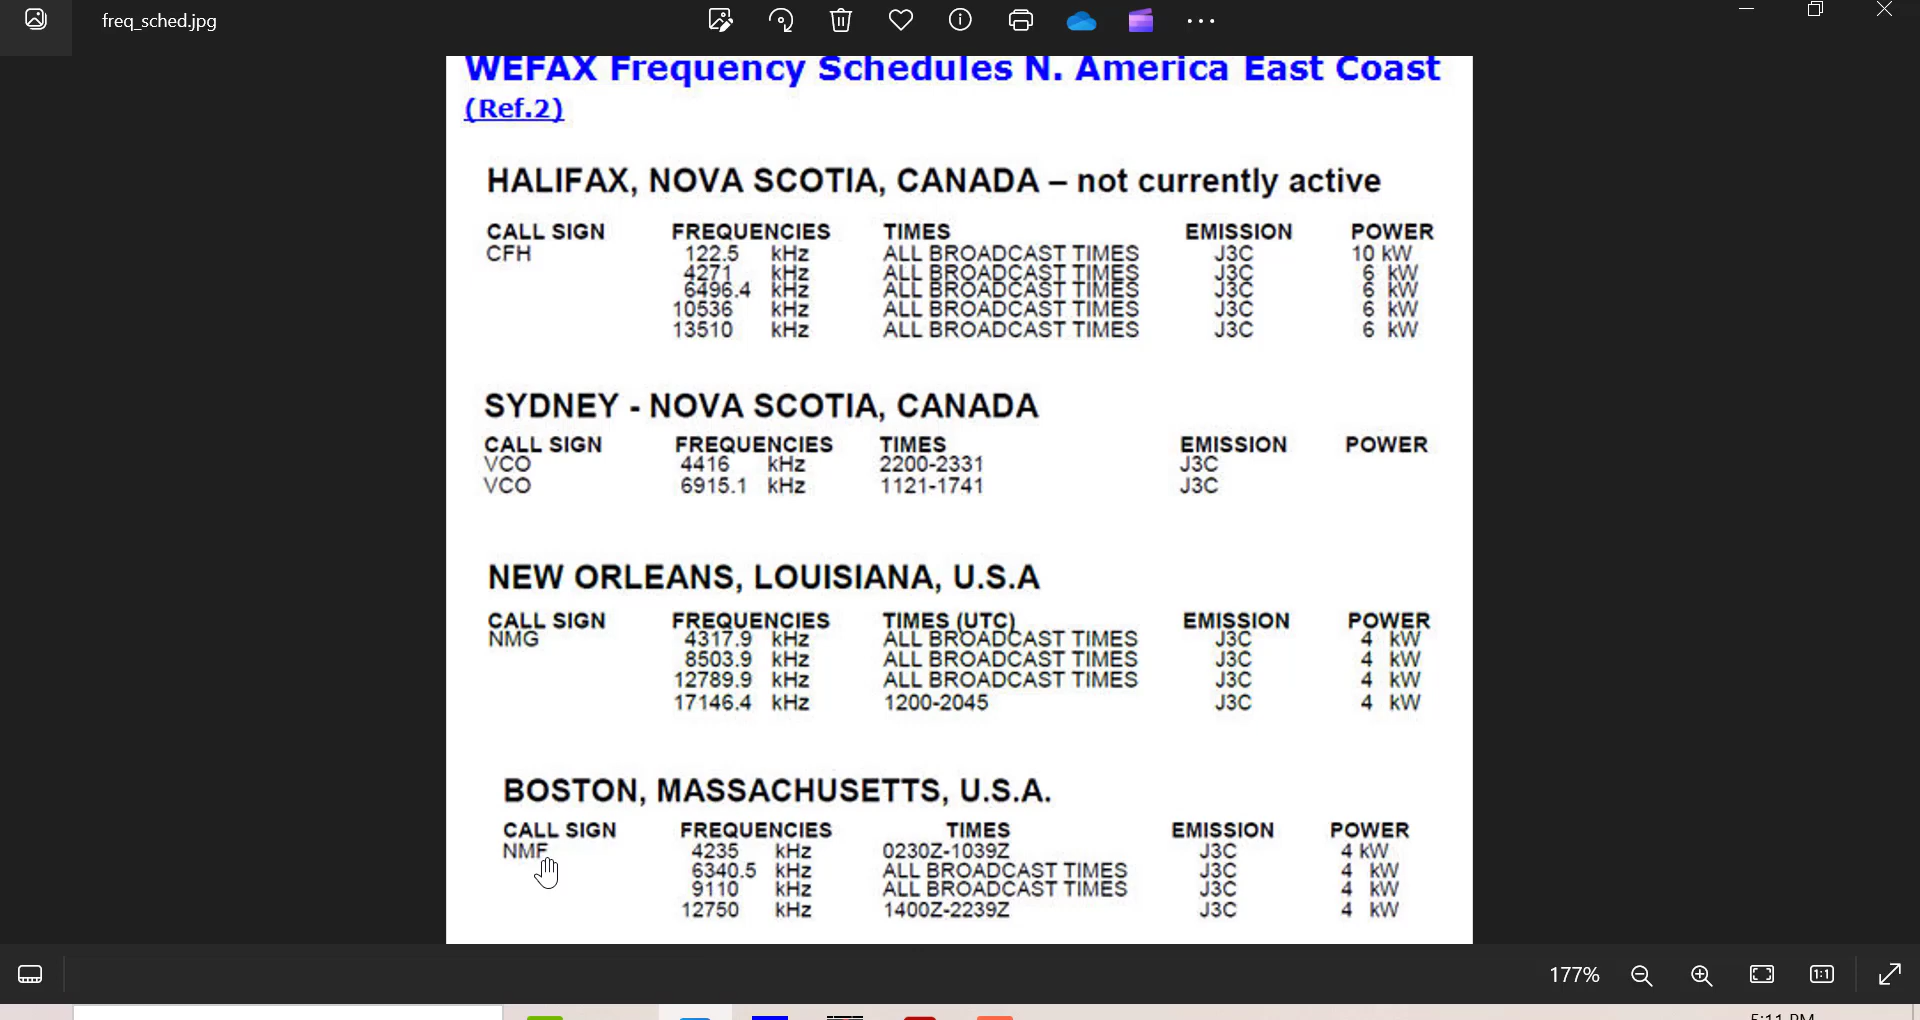 freq_sched.jpg
WEFAX Frequency Schedules N. America East Coast
(Ref.2)
HALIFAX, NOVA SCOTIA, CANADA – not currently active
CALL SIGN FREQUENCIES TIMES EMISSION POWER
CFH 122.5 kHz ALL BROADCAST TIMES J3C 10 kW
4271 kHz ALL BROADCAST TIMES J3C 6 kW
6496.4 kHz ALL BROADCAST TIMES J3C 6 kW
10536 kHz ALL BROADCAST TIMES J3C 6 kW
13510 kHz ALL BROADCAST TIMES J3C 6 kW
SYDNEY - NOVA SCOTIA, CANADA
CALL SIGN FREQUENCIES TIMES EMISSION POWER
VCO 4416 kHz 2200-2331 J3C
VCO 6915.1 kHz 1121-1741 J3C
NEW ORLEANS, LOUISIANA, U.S.A
CALL SIGN FREQUENCIES TIMES (UTC) EMISSION POWER
NMG 4317.9 kHz ALL BROADCAST TIMES J3C 4 kW
8503.9 kHz ALL BROADCAST TIMES J3C 4 kW
12789.9 kHz ALL BROADCAST TIMES J3C 4 kW
17146.4 kHz 1200-2045 J3C 4 kW
BOSTON, MASSACHUSETTS, U.S.A.
CALL SIGN FREQUENCIES TIMES EMISSION POWER
NMF 4235 kHz 0230Z-1039Z J3C 4 kW
6340.5 kHz ALL BROADCAST TIMES J3C 4 kW
9110 kHz ALL BROADCAST TIMES J3C 4 kW
12750 kHz 1400Z-2239Z J3C 4 kW
177% 1:1
5:11 PM